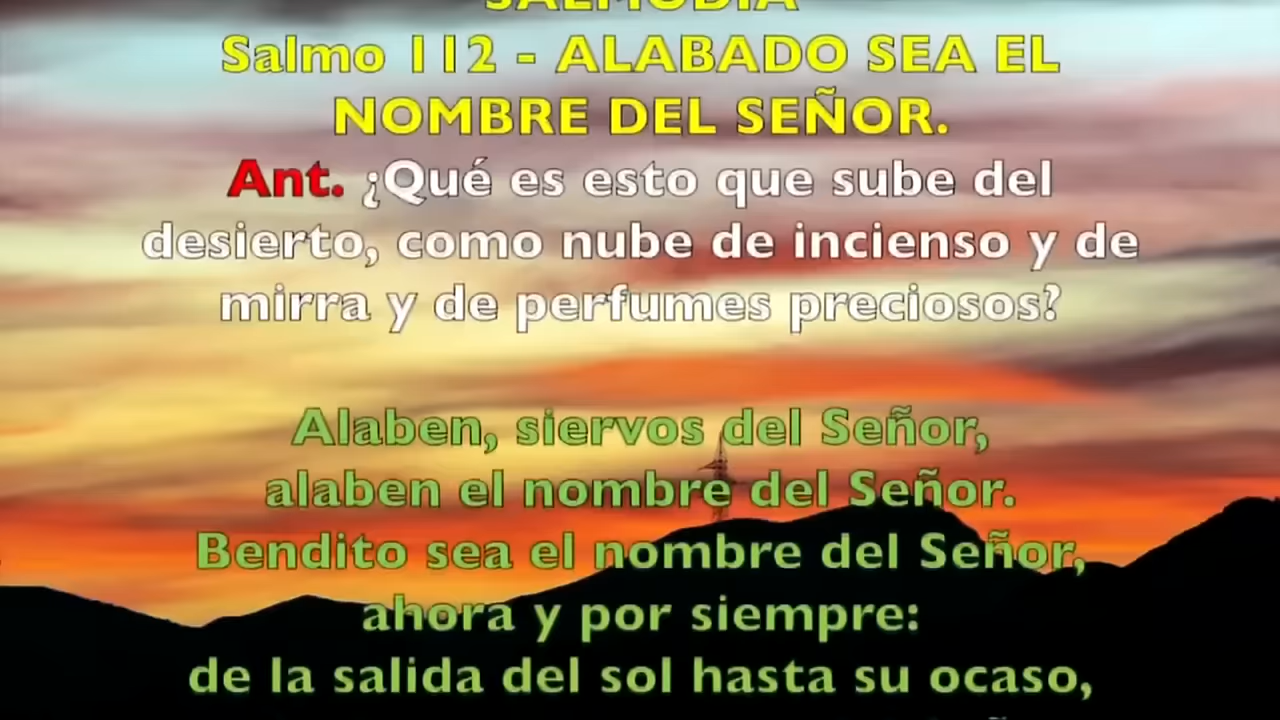 SALMODIA
Salmo 112 - ALABADO SEA EL
NOMBRE DEL SEÑOR.
Ant. ¿Qué es esto que sube del
desierto, como nube de incienso y de
mirra y de perfumes preciosos?
Alaben, siervos del Señor,
alaben el nombre del Señor.
Bendito sea el nombre del Señor,
ahora y por siempre:
de la salida del sol hasta su ocaso,